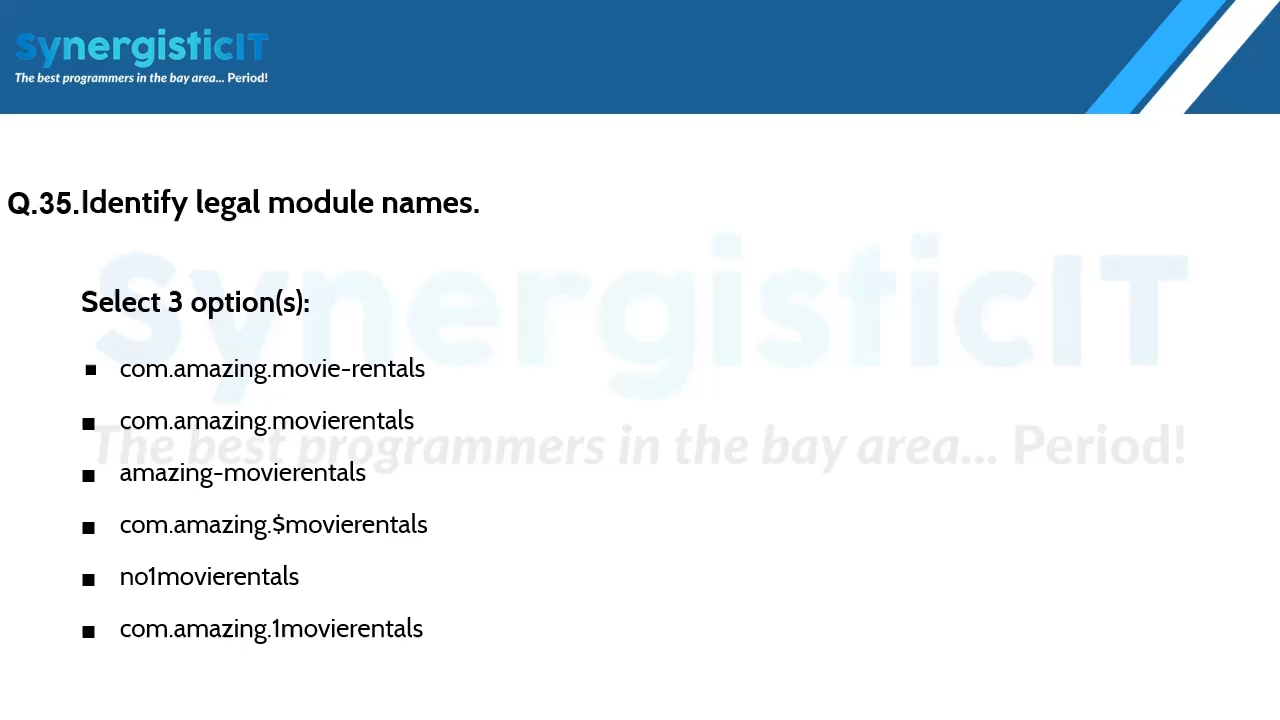 SynergisticIT
The best programmers in the bay area... Period!
Q.35. Identify legal module names.
SynergisticIT
The best programmers in the bay area... Period!
Select 3 option(s):
■ com.amazing.movie-rentals
■ com.amazing.movierentals
■ amazing-movierentals
■ com.amazing.$movierentals
■ no1movierentals
■ com.amazing.1movierentals